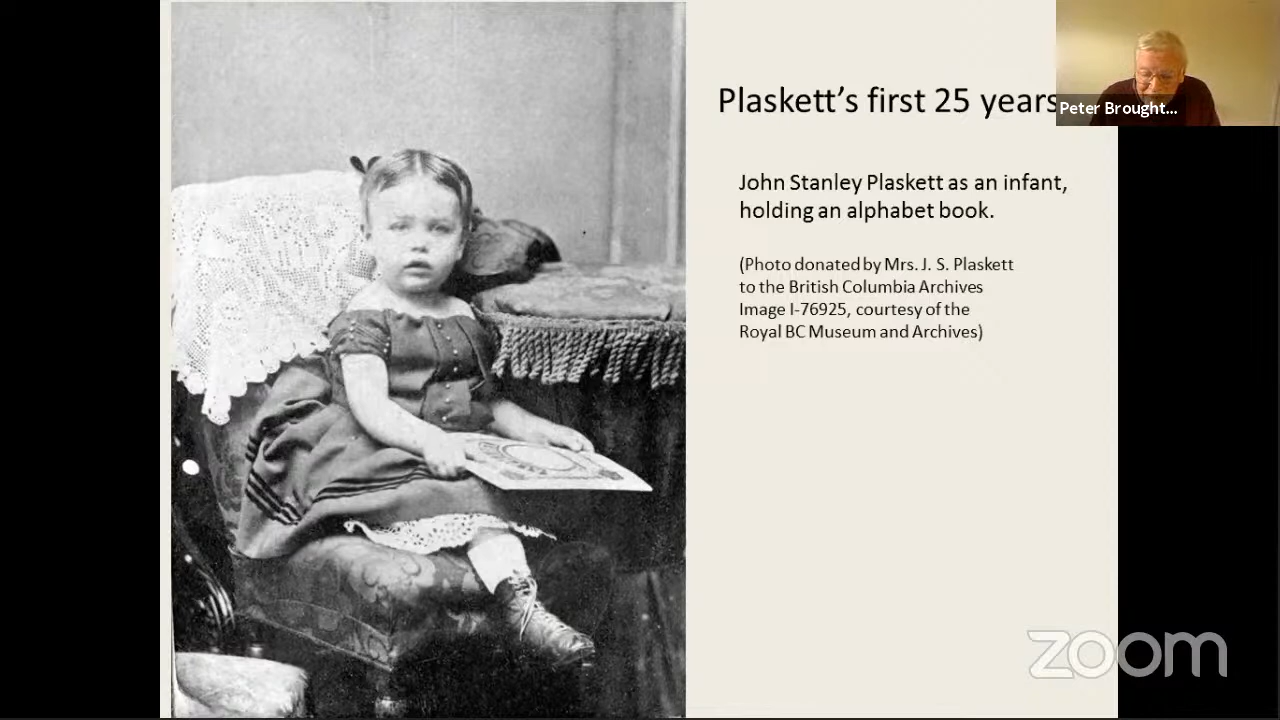 Plaskett's first 25 years
Peter Brought...
John Stanley Plaskett as an infant,
holding an alphabet book.
(Photo donated by Mrs. J. S. Plaskett
to the British Columbia Archives
Image I-76925, courtesy of the
Royal BC Museum and Archives)
zoom